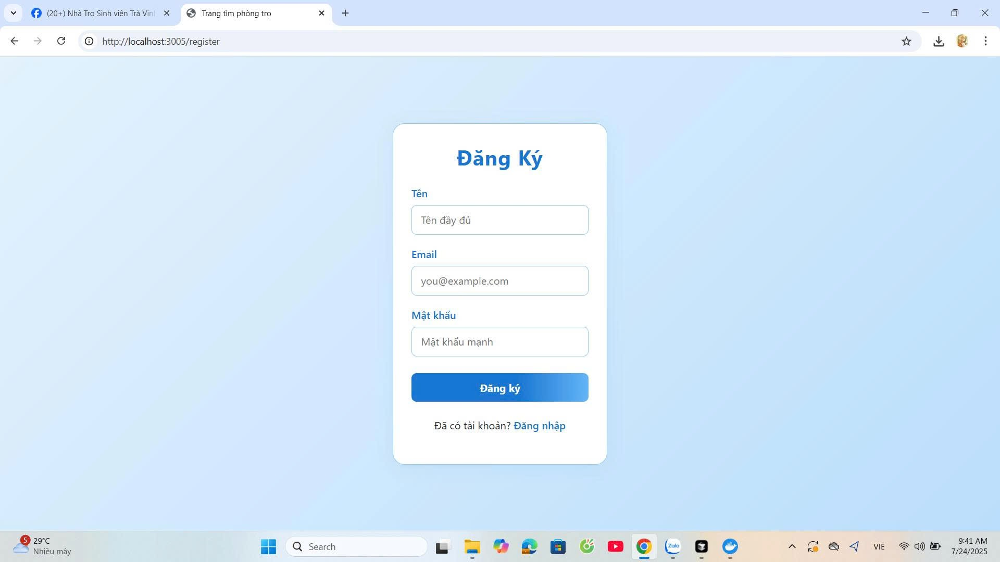 (20+) Nhà Trọ Sinh viên Trà Vin
Trang tìm phòng trọ
http://localhost:3005/register
Đăng Ký
Tên
Tên đầy đủ
Email
you@example.com
Mật khẩu
Mật khẩu mạnh
Đăng ký
Đã có tài khoản? Đăng nhập
5
29°C
Nhiều mây
Search
Zalo
VIE
9:41 AM
7/24/2025